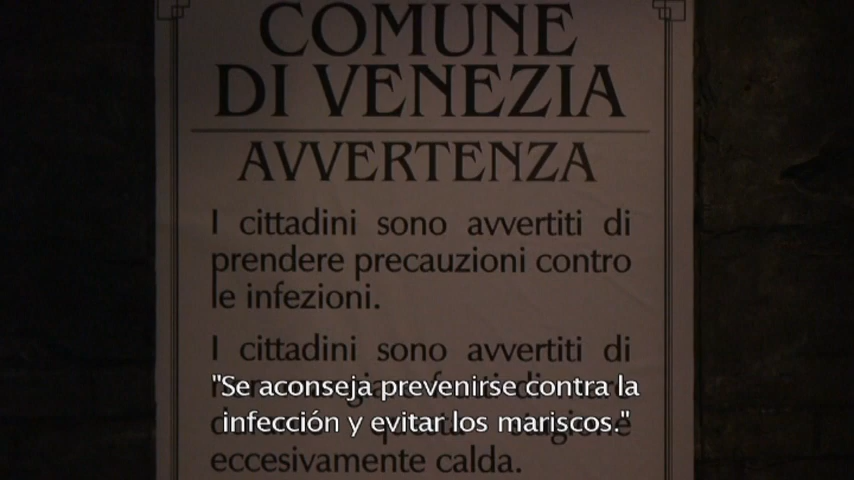 COMUNE
DI VENEZIA
AVVERTENZA
I cittadini sono avvertiti di
prendere precauzioni contro
le infezioni.
I cittadini sono avvertiti di
"Se aconseja prevenirse contra la
infección y evitar los mariscos."
eccesivamente calda.